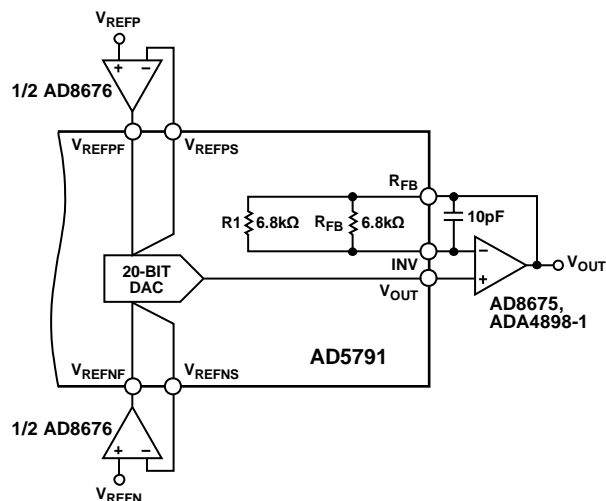 VREFP
+ −
1/2 AD8676
VREFPF VREFPS
RFB
R1 6.8kΩ RFB 6.8kΩ 10pF
−
INV
20-BIT
DAC
VOUT
+
VOUT
AD8675,
ADA4898-1
AD5791
VREFNF VREFNS
1/2 AD8676
+ −
VREFN